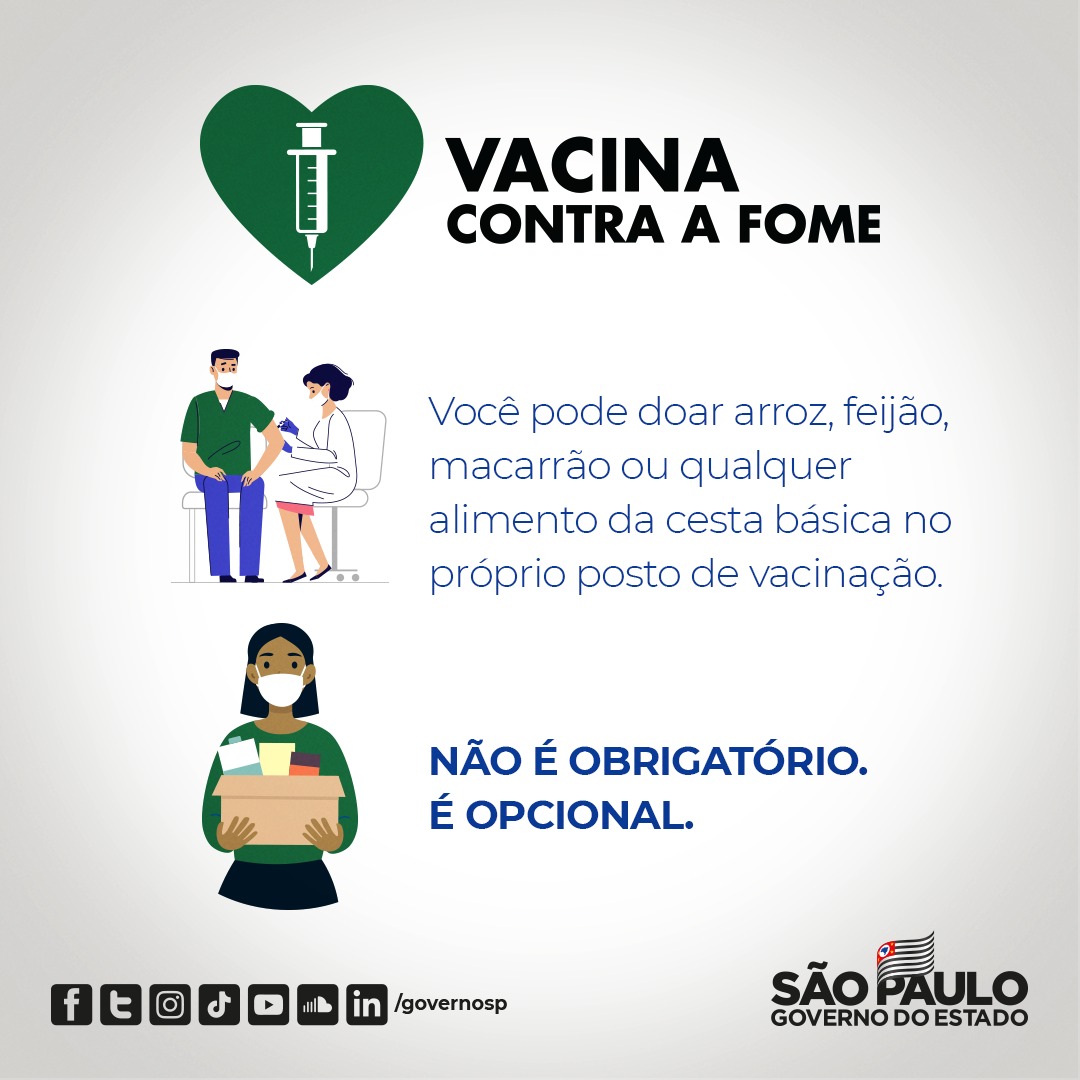 VACINA
CONTRA A FOME
Você pode doar arroz, feijão,
macarrão ou qualquer
alimento da cesta básica no
próprio posto de vacinação.
NÃO É OBRIGATÓRIO.
É OPCIONAL.
/governosp
SÃO PAULO
GOVERNO DO ESTADO